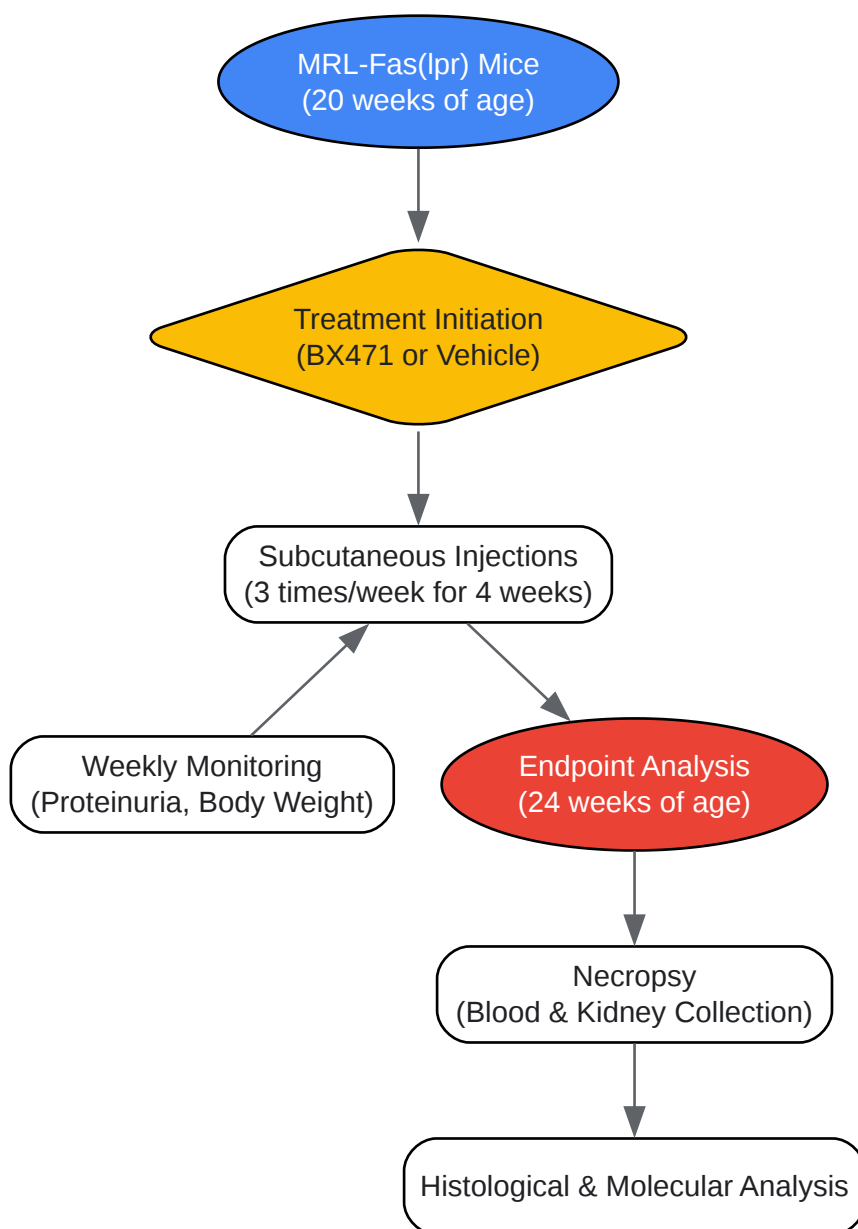 MRL-Fas(lpr) Mice
(20 weeks of age)
Treatment Initiation
(BX471 or Vehicle)
Subcutaneous Injections
(3 times/week for 4 weeks)
Weekly Monitoring
(Proteinuria, Body Weight)
Endpoint Analysis
(24 weeks of age)
Necropsy
(Blood & Kidney Collection)
Histological & Molecular Analysis